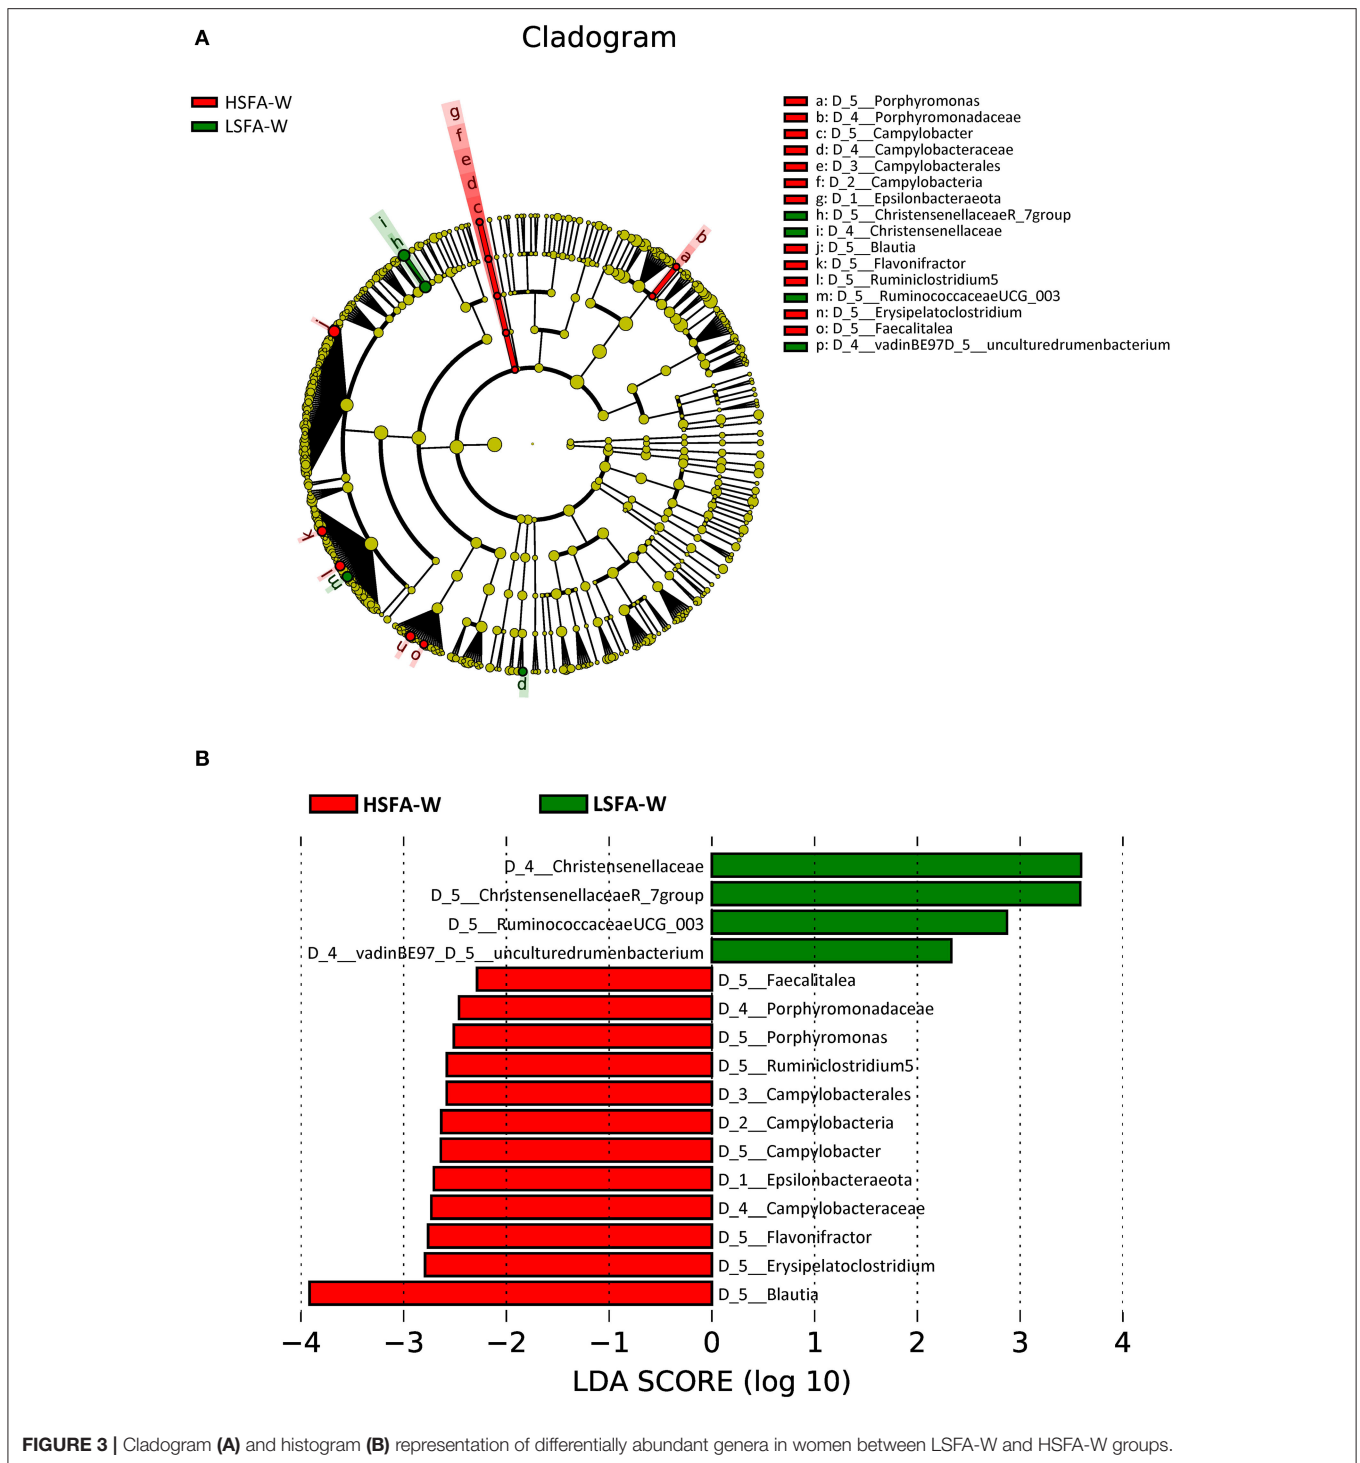 A
Cladogram
HSFA-W
LSFA-W
a: D_5__Porphyromonas
b: D_4__Porphyromonadaceae
c: D_5__Campylobacter
d: D_4__Campylobacteraceae
e: D_3__Campylobacterales
f: D_2__Campylobacteria
g: D_1__Epsilonbacteraeota
h: D_5__ChristensenellaceaeR_7group
i: D_4__Christensenellaceae
j: D_5__Blautia
k: D_5__Flavonifractor
l: D_5__Ruminiclostridium5
m: D_5__RuminococcaceaeUCG_003
n: D_5__Erysipelatoclostridium
o: D_5__Faecalitalea
p: D_4__vadinBE97D_5__unculturedrumenbacterium
g
f
e
d
c
i
h
b
a
j
k
l
m
n
o
p
B
HSFA-W LSFA-W
D_4__Christensenellaceae
D_5__ChristensenellaceaeR_7group
D_5__RuminococcaceaeUCG_003
D_4__vadinBE97_D_5__unculturedrumenbacterium
D_5__Faecalitalea
D_4__Porphyromonadaceae
D_5__Porphyromonas
D_5__Ruminiclostridium5
D_3__Campylobacterales
D_2__Campylobacteria
D_5__Campylobacter
D_1__Epsilonbacteraeota
D_4__Campylobacteraceae
D_5__Flavonifractor
D_5__Erysipelatoclostridium
D_5__Blautia
−4 −3 −2 −1 0 1 2 3 4
LDA SCORE (log 10)
FIGURE 3 | Cladogram (A) and histogram (B) representation of differentially abundant genera in women between LSFA-W and HSFA-W groups.